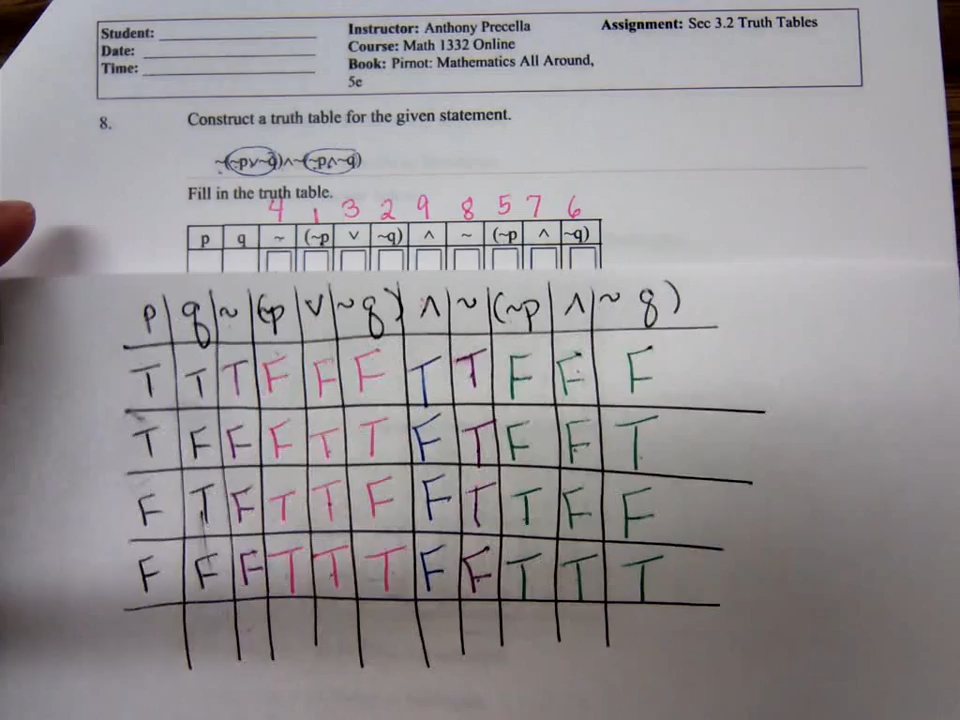 Student: Instructor: Anthony Precella Assignment: Sec 3.2 Truth Tables
Date: Course: Math 1332 Online
Time: Book: Pirnot: Mathematics All Around,
5e
8. Construct a truth table for the given statement.
~(~p∨~q)∧~(~p∧~q)
Fill in the truth table.
4 1 3 2 9 8 5 7 6
p q ~ (~p ∨ ~q) ∧ ~ (~p ∧ ~q)
p q ~ (~p ∨ ~q) ∧ ~ (~p ∧ ~q)
T T T F F F T T F F F
T F F F T T F T F F T
F T F T T F F T T F F
F F F T T T F F T T T